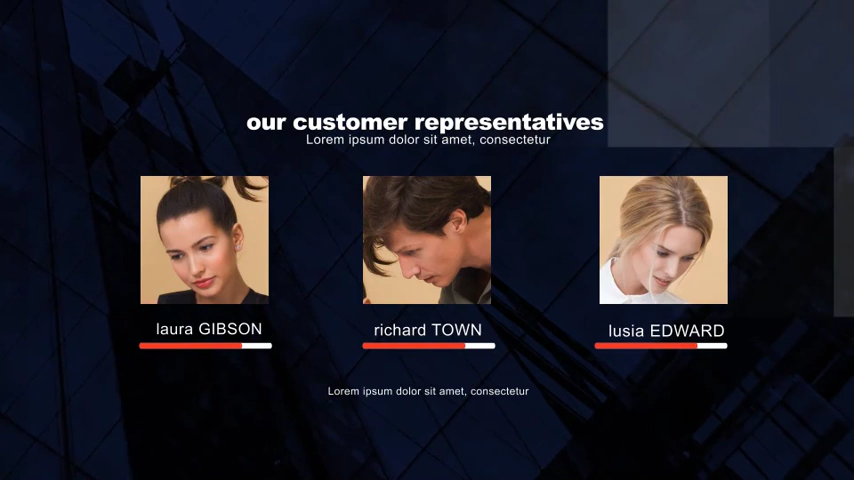 our customer representatives
Lorem ipsum dolor sit amet, consectetur
laura GIBSON
richard TOWN
lusia EDWARD
Lorem ipsum dolor sit amet, consectetur